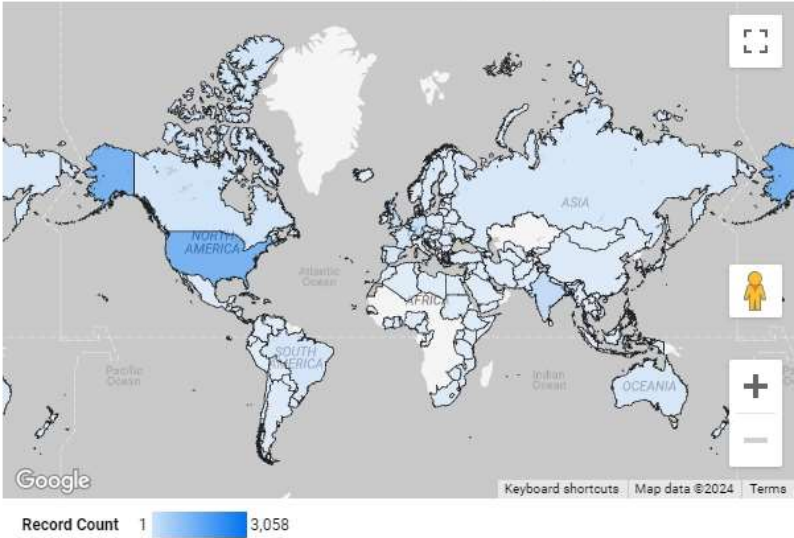 ASIA
NORTH
AMERICA
Atlantic
Ocean
AFRICA
SOUTH
AMERICA
Pacific
Ocean
Indian
Ocean
OCEANIA
Google
Keyboard shortcuts
Map data ©2024
Terms
Record Count 1 3,058